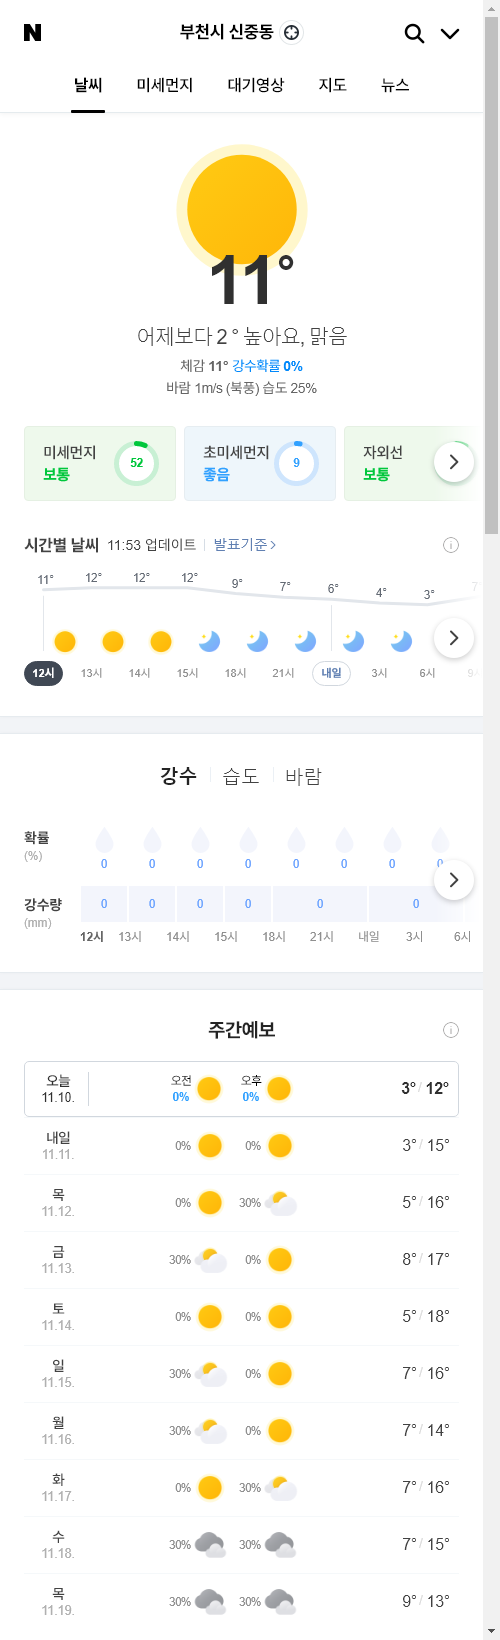 N 부천시 신중동
날씨 미세먼지 대기영상 지도 뉴스
11°
어제보다 2 ° 높아요, 맑음
체감 11° 강수확률 0%
바람 1m/s (북풍) 습도 25%
미세먼지 보통 52
초미세먼지 좋음 9
자외선 보통
시간별 날씨 11:53 업데이트 발표기준
11° 12° 12° 12° 9° 7° 6° 4° 3° 7°
12시 13시 14시 15시 18시 21시 내일 3시 6시
강수 습도 바람
확률
(%)
0 0 0 0 0 0 0 0
강수량
(mm)
0 0 0 0 0 0
12시 13시 14시 15시 18시 21시 내일 3시 6시
주간예보
오늘 11.10. 오전 0% 오후 0% 3° / 12°
내일 11.11. 0% 0% 3° / 15°
목 11.12. 0% 30% 5° / 16°
금 11.13. 30% 0% 8° / 17°
토 11.14. 0% 0% 5° / 18°
일 11.15. 30% 0% 7° / 16°
월 11.16. 30% 0% 7° / 14°
화 11.17. 0% 30% 7° / 16°
수 11.18. 30% 30% 7° / 15°
목 11.19. 30% 30% 9° / 13°